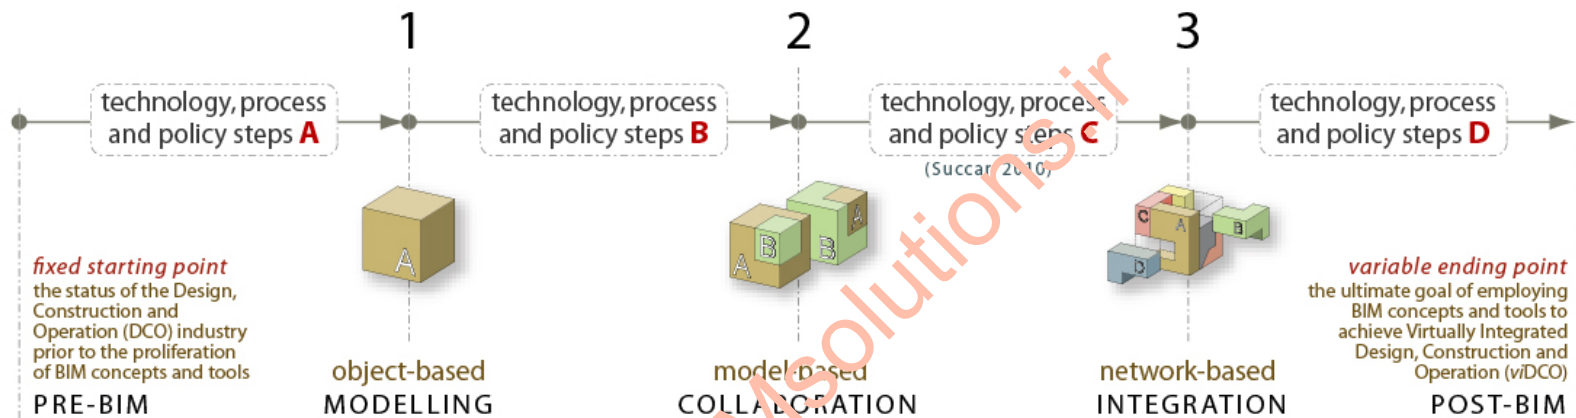 1
2
3
technology, process
and policy steps A
technology, process
and policy steps B
technology, process
and policy steps C
technology, process
and policy steps D
(Succar 2010)
A
A
B
B
A
C
A
B
D
fixed starting point
the status of the Design,
Construction and
Operation (DCO) industry
prior to the proliferation
of BIM concepts and tools
variable ending point
the ultimate goal of employing
BIM concepts and tools to
achieve Virtually Integrated
Design, Construction and
Operation (viDCO)
object-based
model-based
network-based
PRE-BIM
MODELLING
COLLABORATION
INTEGRATION
POST-BIM
Msolutions.ir